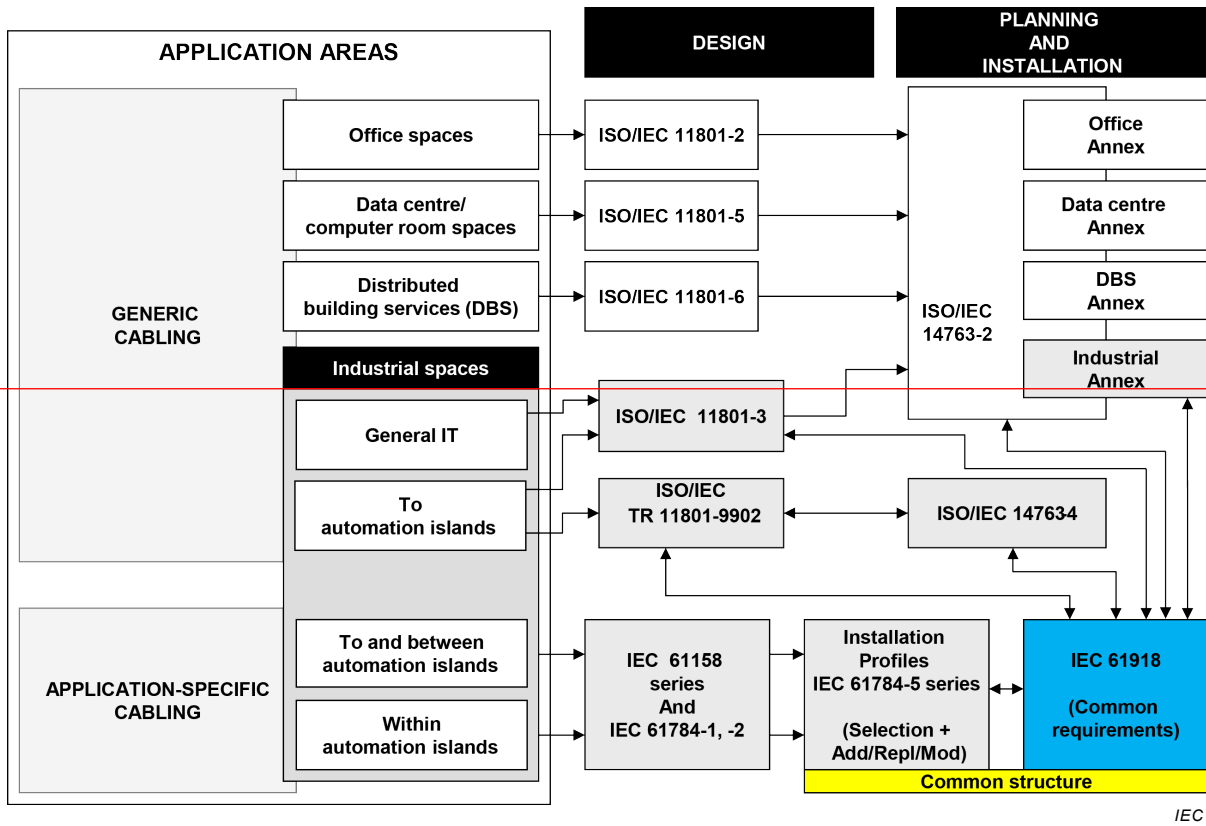 APPLICATION AREAS
DESIGN
PLANNING
AND
INSTALLATION
GENERIC
CABLING
Office spaces
ISO/IEC 11801-2
Office
Annex
Data centre/
computer room spaces
ISO/IEC 11801-5
Data centre
Annex
Distributed
building services (DBS)
ISO/IEC 11801-6
DBS
Annex
ISO/IEC
14763-2
Industrial spaces
Industrial
Annex
General IT
ISO/IEC 11801-3
To
automation islands
ISO/IEC
TR 11801-9902
ISO/IEC 14763-4
APPLICATION-SPECIFIC
CABLING
To and between
automation islands
Within
automation islands
IEC 61158
series
And
IEC 61784-1, -2
Installation
Profiles
IEC 61784-5 series
(Selection +
Add/Repl/Mod)
IEC 61918
(Common
requirements)
Common structure
IEC